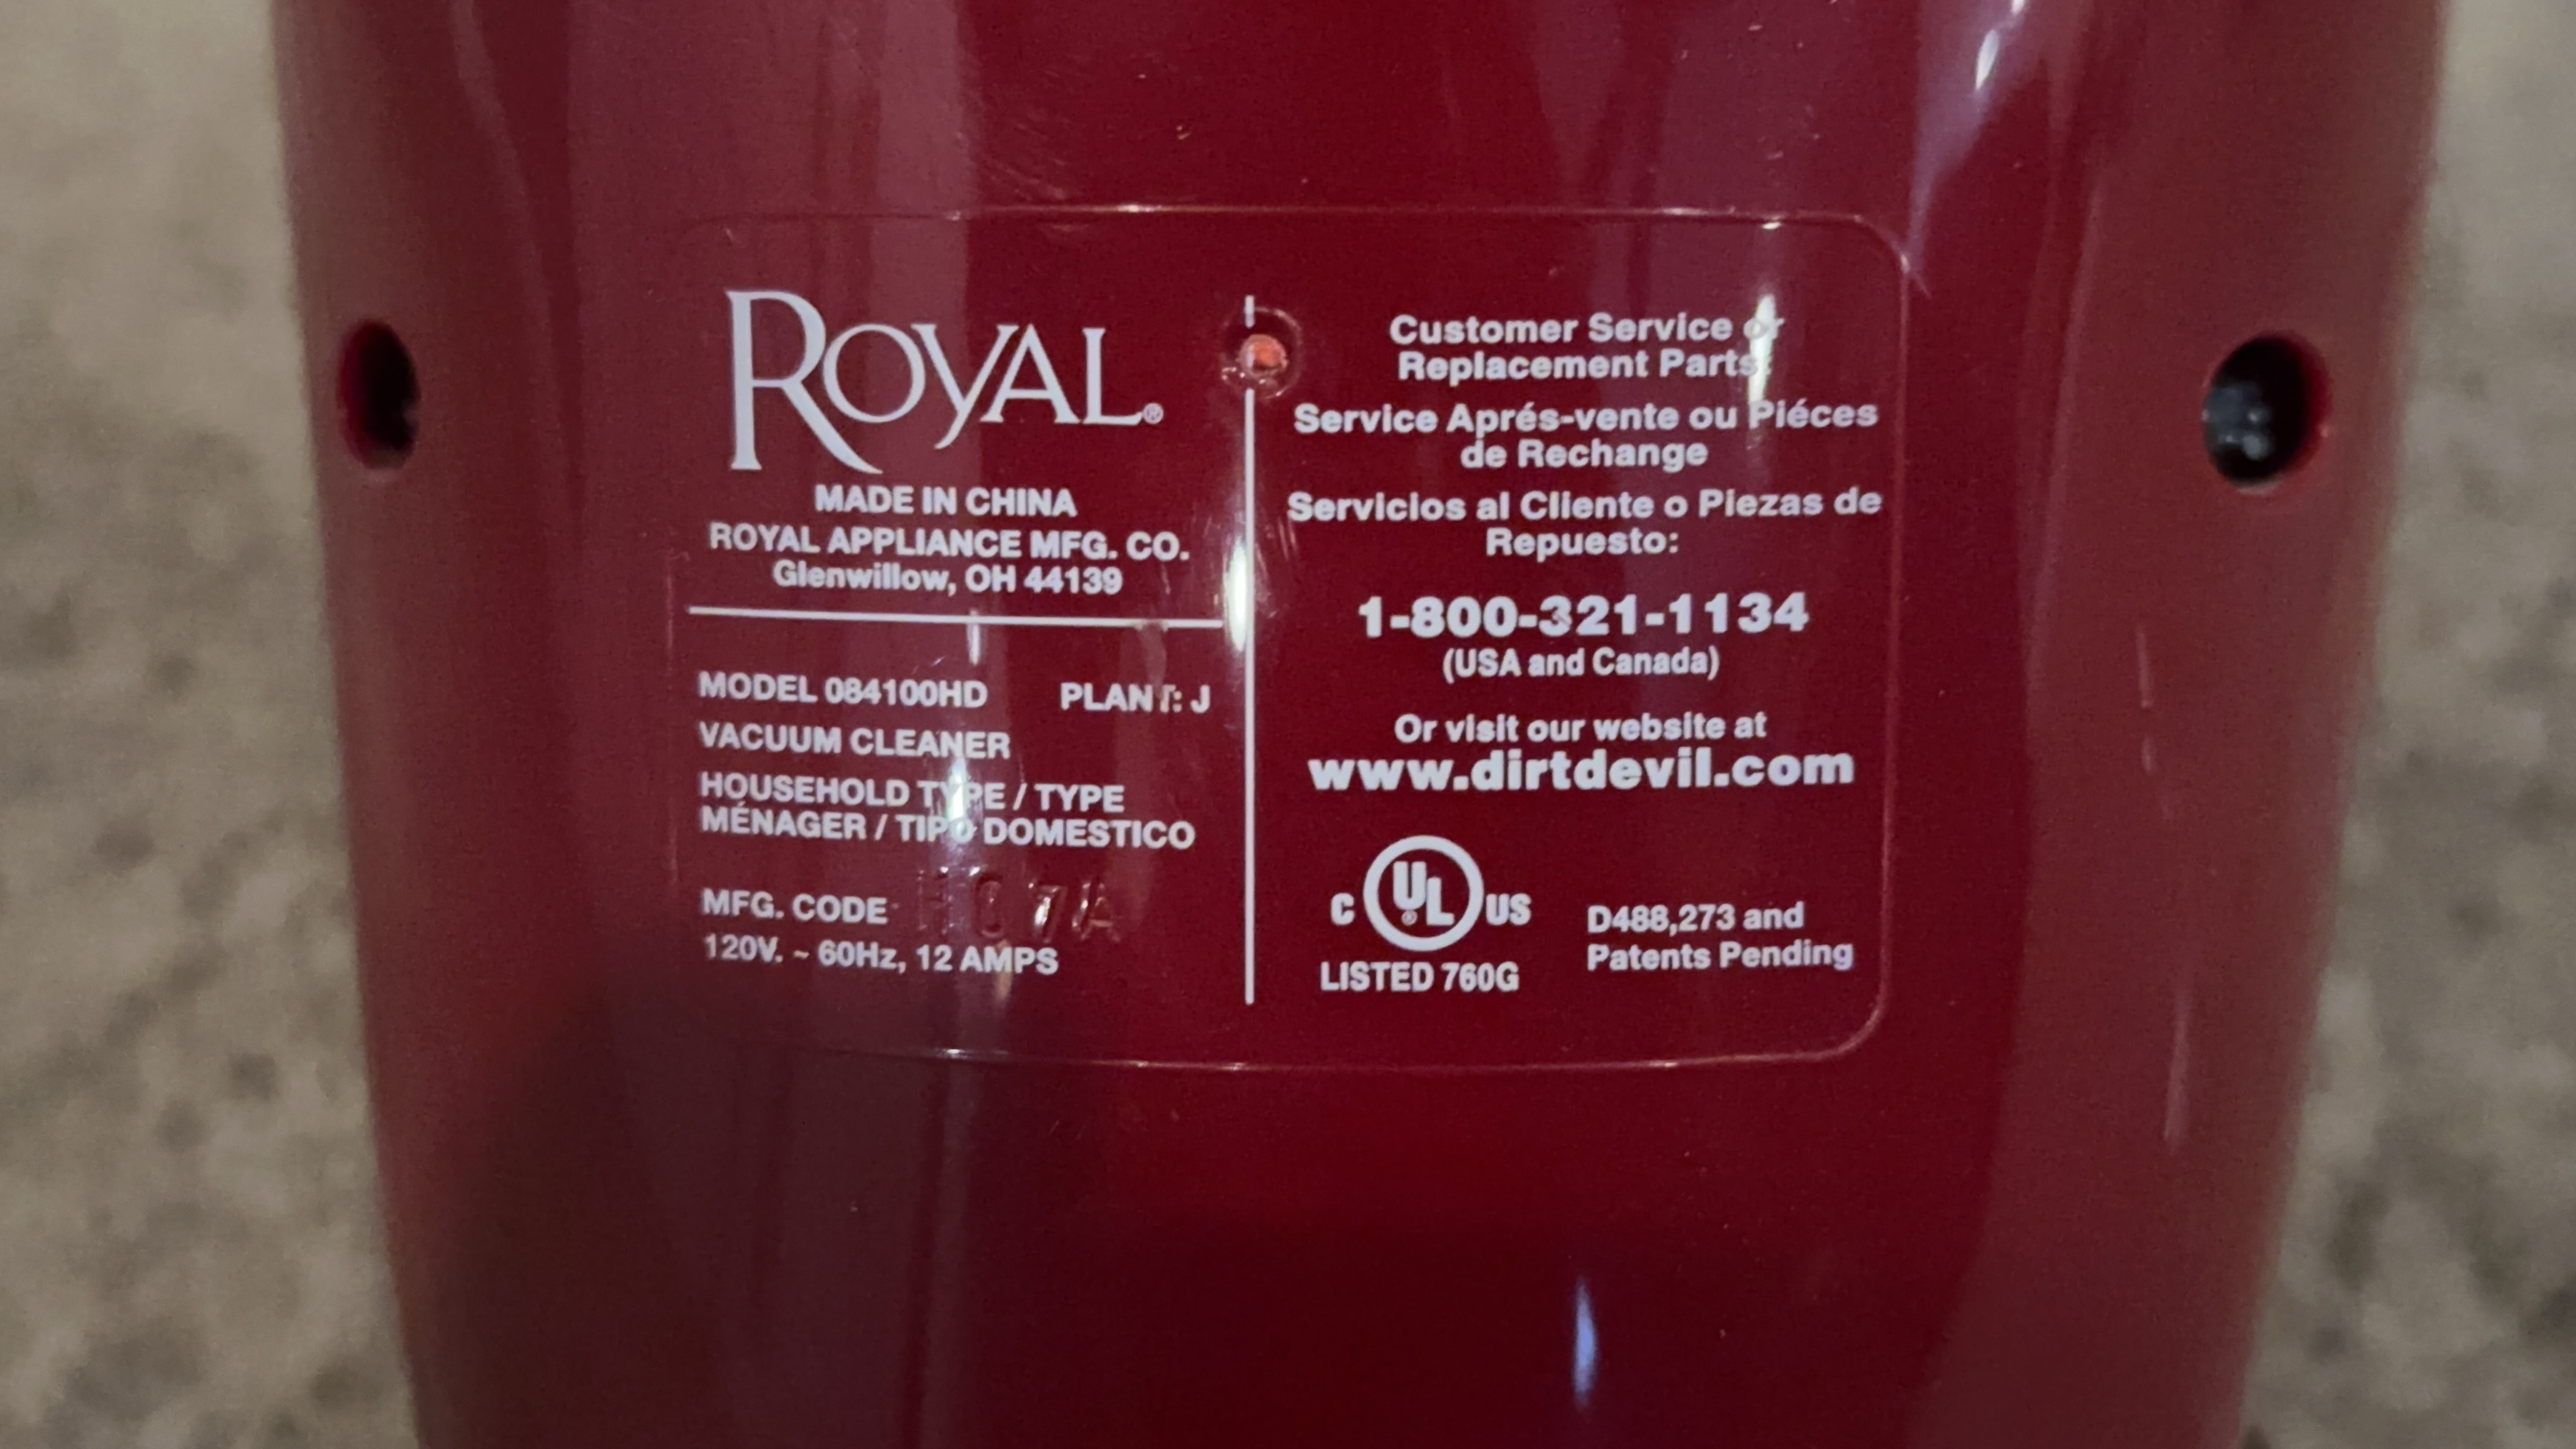 ROYAL®
MADE IN CHINA
ROYAL APPLIANCE MFG. CO.
Glenwillow, OH 44139
MODEL 084100HD PLANT: J
VACUUM CLEANER
HOUSEHOLD TYPE / TYPE
MÉNAGER / TIPO DOMESTICO
MFG. CODE
120V. ~ 60Hz, 12 AMPS
Customer Service or
Replacement Parts:
Service Aprés-vente ou Piéces
de Rechange
Servicios al Cliente o Piezas de
Repuesto:
1-800-321-1134
(USA and Canada)
Or visit our website at
www.dirtdevil.com
C UL® US
LISTED 760G
D488,273 and
Patents Pending